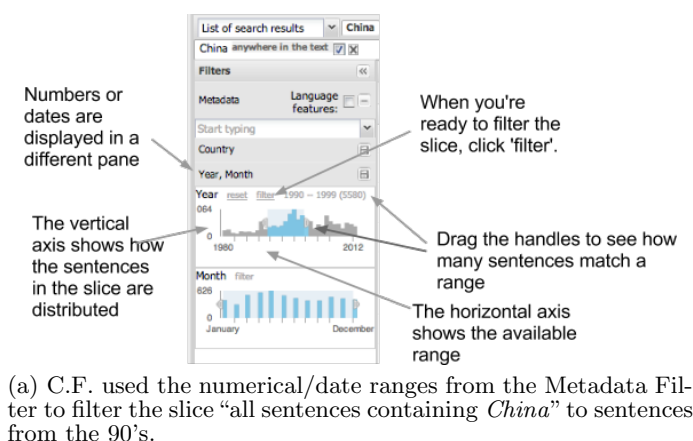 List of search results China
China anywhere in the text
Filters
Metadata Language features:
Start typing
Country
Year, Month
Year reset filter 1990 - 1999 (5580)
064
0
1980 2012
Month filter
626
0
January December
Numbers or
dates are
displayed in a
different pane
The vertical
axis shows how
the sentences
in the slice are
distributed
When you're
ready to filter the
slice, click 'filter'.
Drag the handles to see how
many sentences match a
range
The horizontal axis
shows the available
range
(a) C.F. used the numerical/date ranges from the Metadata Fil-
ter to filter the slice “all sentences containing China” to sentences
from the 90's.